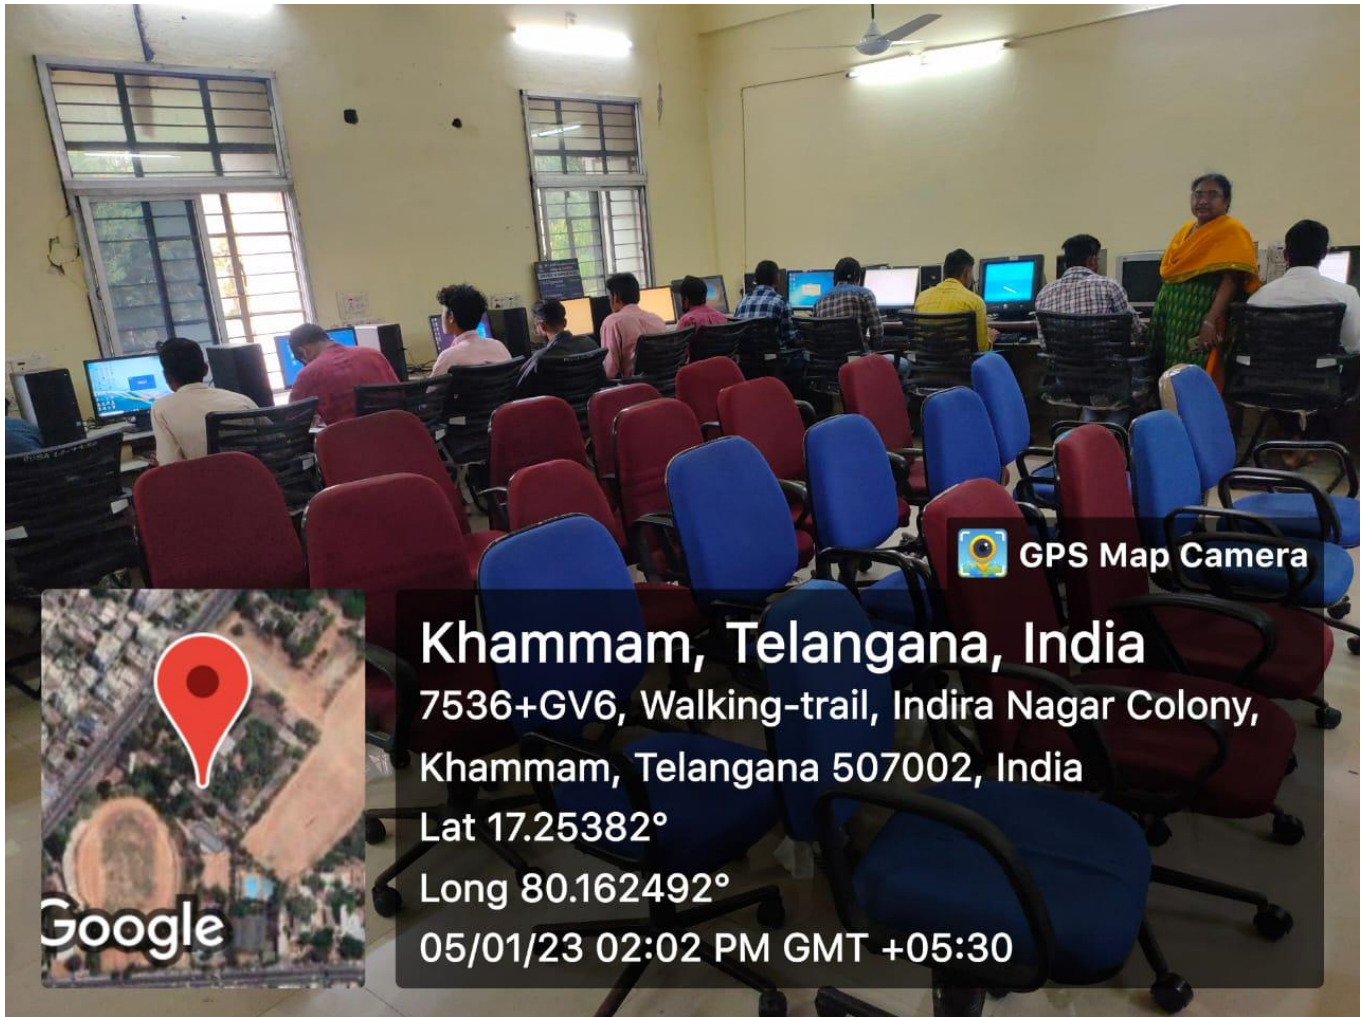 GPS Map Camera
Khammam, Telangana, India
7536+GV6, Walking-trail, Indira Nagar Colony,
Khammam, Telangana 507002, India
Lat 17.25382°
Long 80.162492°
05/01/23 02:02 PM GMT +05:30
Google